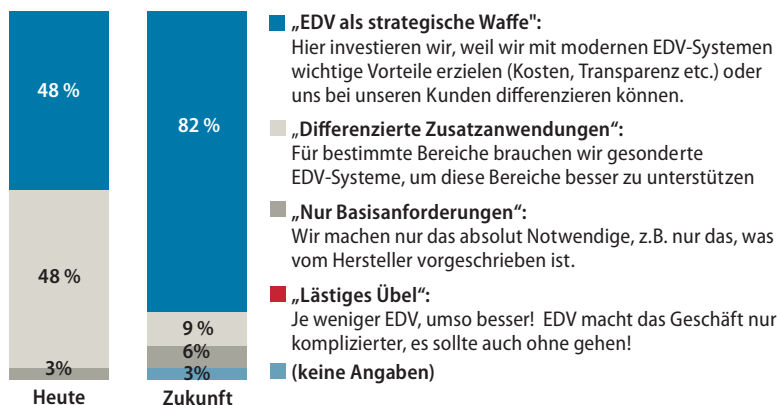 48 %
48 %
3%
Heute
82 %
9 %
6%
3%
Zukunft
„EDV als strategische Waffe":
Hier investieren wir, weil wir mit modernen EDV-Systemen
wichtige Vorteile erzielen (Kosten, Transparenz etc.) oder
uns bei unseren Kunden differenzieren können.
„Differenzierte Zusatzanwendungen“:
Für bestimmte Bereiche brauchen wir gesonderte
EDV-Systeme, um diese Bereiche besser zu unterstützen
„Nur Basisanforderungen“:
Wir machen nur das absolut Notwendige, z.B. nur das, was
vom Hersteller vorgeschrieben ist.
„Lästiges Übel“:
Je weniger EDV, umso besser! EDV macht das Geschäft nur
komplizierter, es sollte auch ohne gehen!
(keine Angaben)